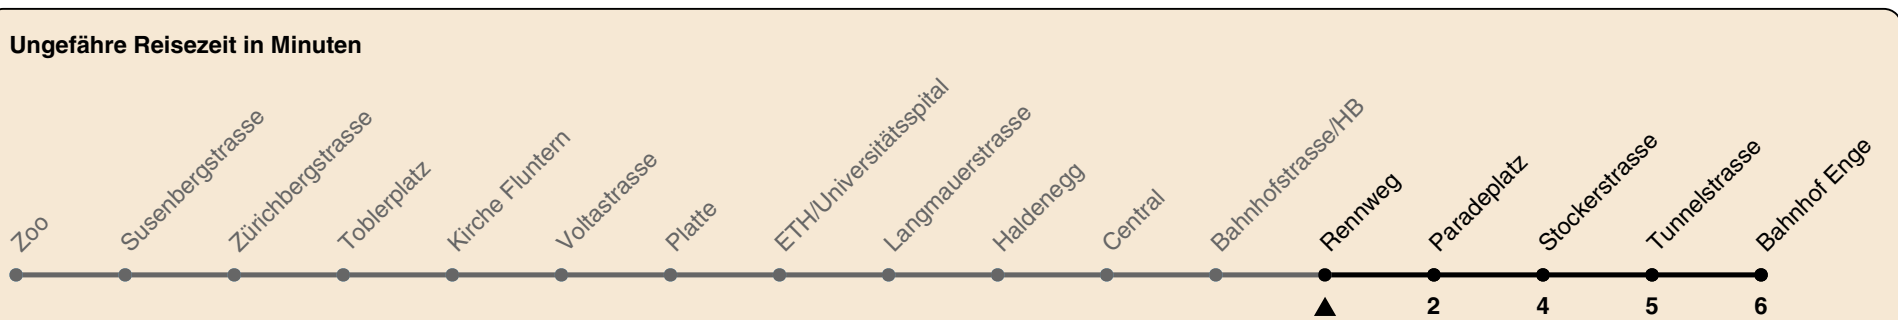 Ungefähre Reisezeit in Minuten
Zoo
Susenbergstrasse
Zürichbergstrasse
Toblerplatz
Kirche Fluntern
Voltastrasse
Platte
ETH/Universitätsspital
Langmauerstrasse
Haldenegg
Central
Bahnhofstrasse/HB
Rennweg
Paradeplatz
Stockerstrasse
Tunnelstrasse
Bahnhof Enge
2 4 5 6